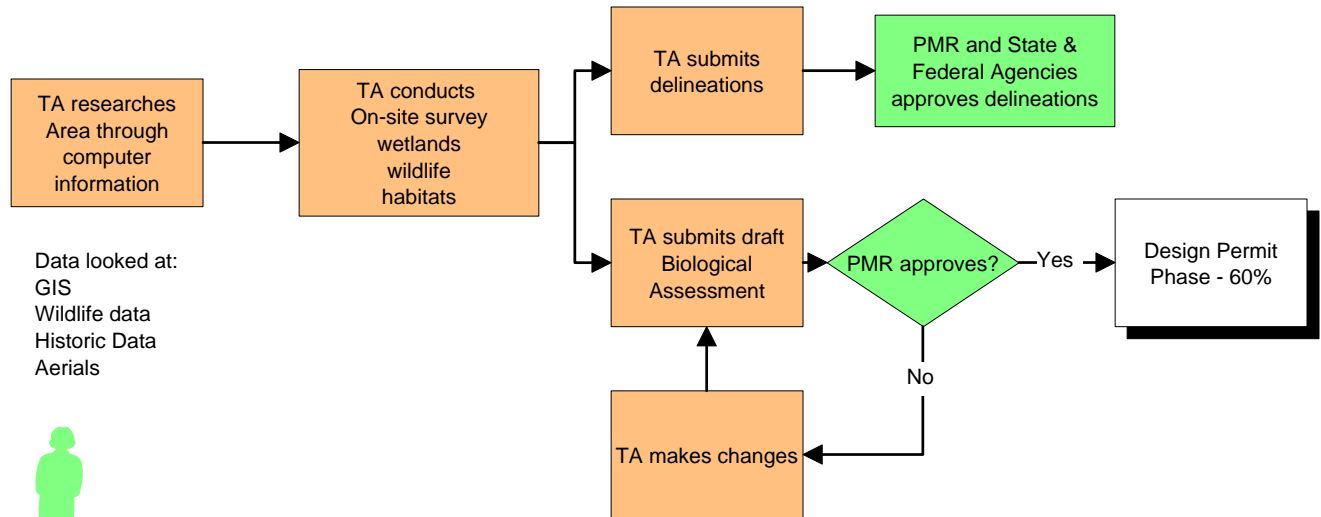 TA researches
Area through
computer
information
TA conducts
On-site survey
wetlands
wildlife
habitats
TA submits
delineations
PMR and State &
Federal Agencies
approves delineations
TA submits draft
Biological
Assessment
PMR approves?
Yes
Design Permit
Phase - 60%
No
TA makes changes
Data looked at:
GIS
Wildlife data
Historic Data
Aerials